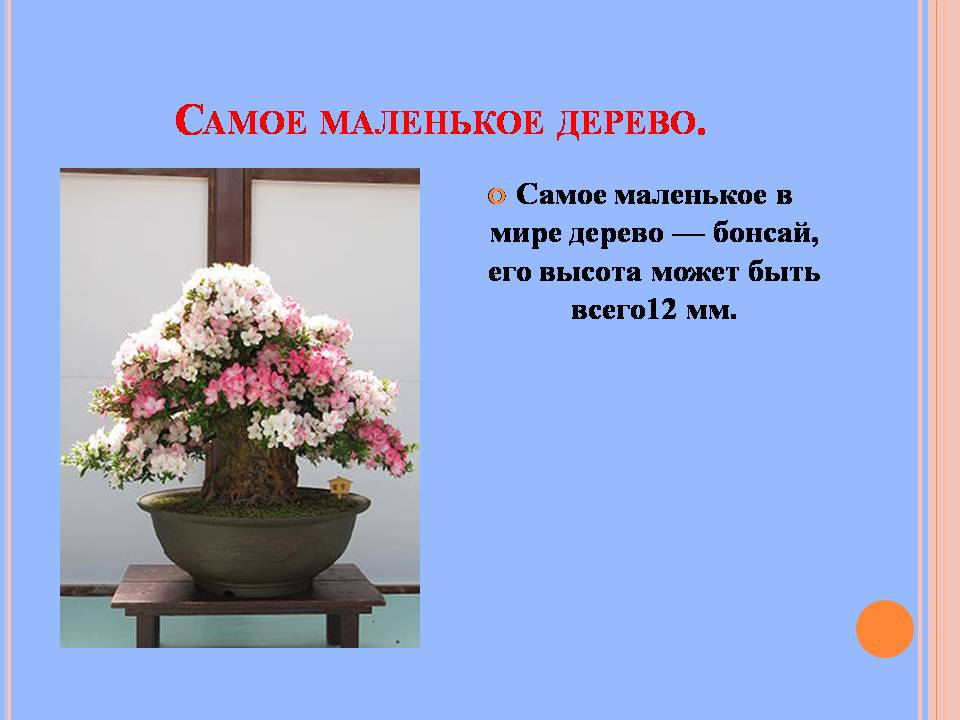 Самое маленькое дерево.
Самое маленькое в
мире дерево — бонсай,
его высота может быть
всего12 мм.